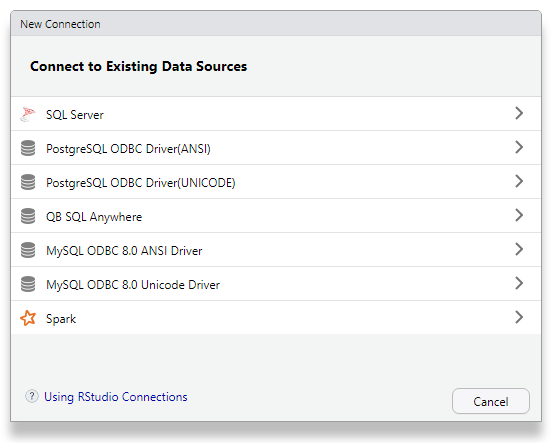 New Connection
Connect to Existing Data Sources
SQL Server
PostgreSQL ODBC Driver(ANSI)
PostgreSQL ODBC Driver(UNICODE)
QB SQL Anywhere
MySQL ODBC 8.0 ANSI Driver
MySQL ODBC 8.0 Unicode Driver
Spark
? Using RStudio Connections
Cancel